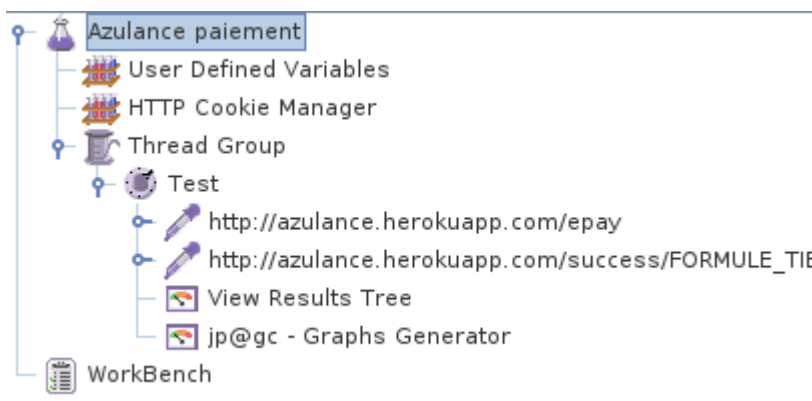 Azulance paiement
User Defined Variables
HTTP Cookie Manager
Thread Group
Test
http://azulance.herokuapp.com/epay
http://azulance.herokuapp.com/success/FORMULE_TIE
View Results Tree
jp@gc - Graphs Generator
WorkBench